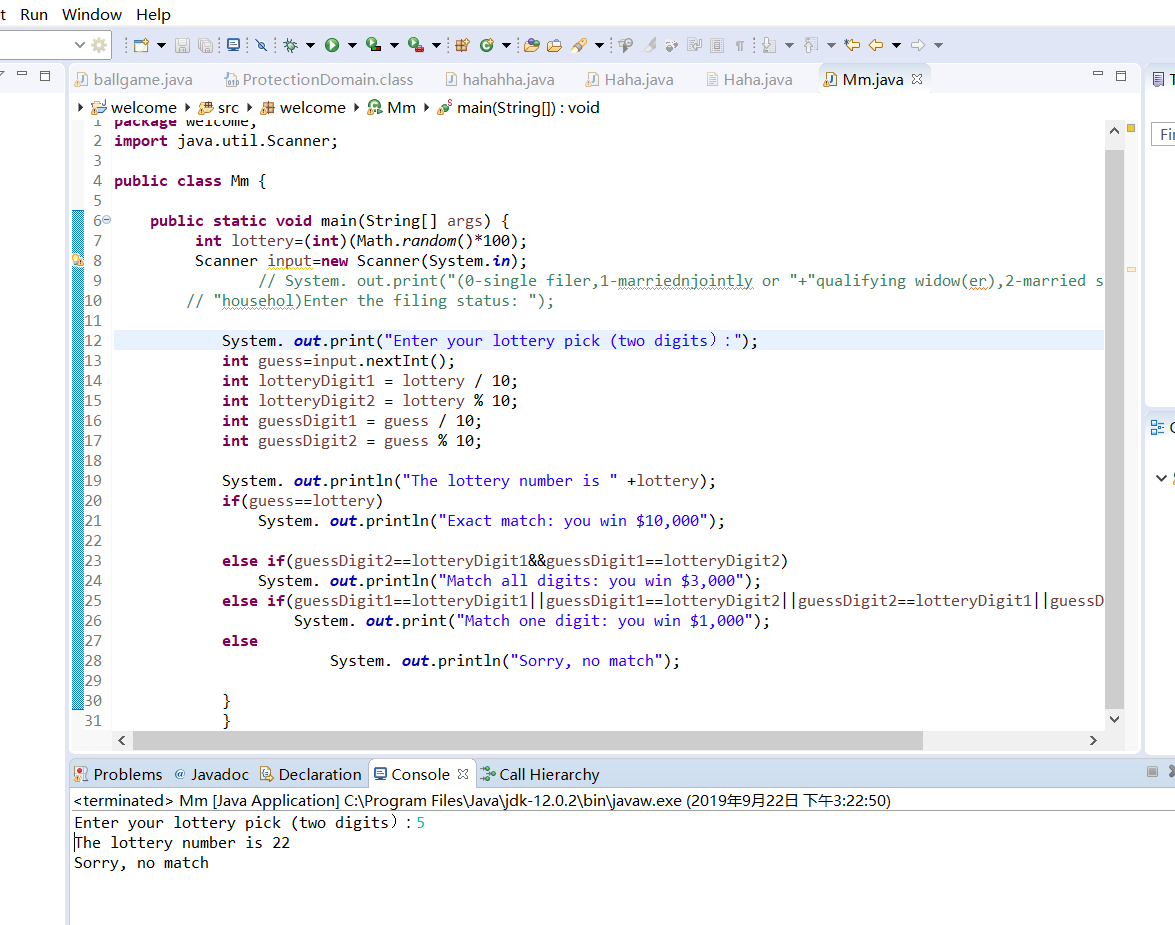 t Run Window Help
ballgame.java ProtectionDomain.class hahahha.java Haha.java Haha.java Mm.java
welcome src welcome Mm main(String[]) : void
1 package welcome;
2 import java.util.Scanner;
3
4 public class Mm {
5
6 public static void main(String[] args) {
7 int lottery=(int)(Math.random()*100);
8 Scanner input=new Scanner(System.in);
9 // System. out.print("(0-single filer,1-marriednjointly or "+"qualifying widow(er),2-married s
10 // "househol)Enter the filing status: ");
11
12 System. out.print("Enter your lottery pick (two digits）:");
13 int guess=input.nextInt();
14 int lotteryDigit1 = lottery / 10;
15 int lotteryDigit2 = lottery % 10;
16 int guessDigit1 = guess / 10;
17 int guessDigit2 = guess % 10;
18
19 System. out.println("The lottery number is " +lottery);
20 if(guess==lottery)
21 System. out.println("Exact match: you win $10,000");
22
23 else if(guessDigit2==lotteryDigit1&&guessDigit1==lotteryDigit2)
24 System. out.println("Match all digits: you win $3,000");
25 else if(guessDigit1==lotteryDigit1||guessDigit1==lotteryDigit2||guessDigit2==lotteryDigit1||guessD
26 System. out.print("Match one digit: you win $1,000");
27 else
28 System. out.println("Sorry, no match");
29
30 }
31 }
Fi
Problems @ Javadoc Declaration Console Call Hierarchy
<terminated> Mm [Java Application] C:\Program Files\Java\jdk-12.0.2\bin\javaw.exe (2019年9月22日 下午3:22:50)
Enter your lottery pick (two digits）:5
The lottery number is 22
Sorry, no match